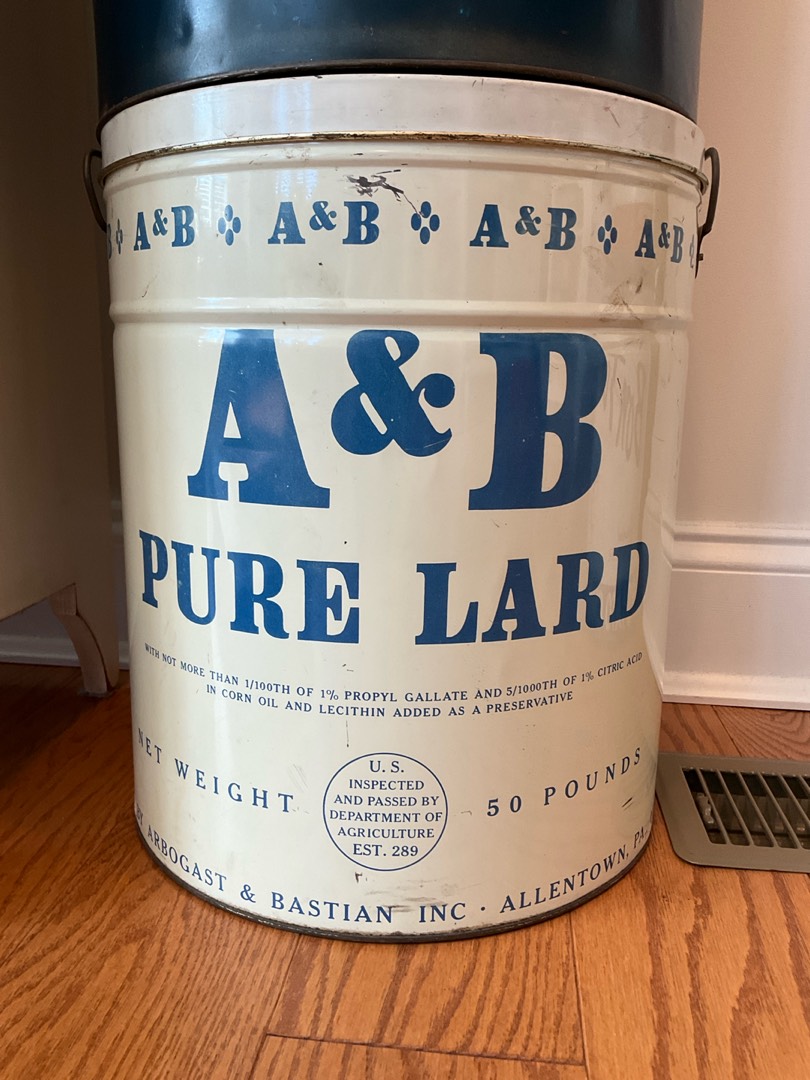 A&B A&B A&B A&B
A&B
PURE LARD
WITH NOT MORE THAN 1/100TH OF 1% PROPYL GALLATE AND 5/1000TH OF 1% CITRIC ACID
IN CORN OIL AND LECITHIN ADDED AS A PRESERVATIVE
NET WEIGHT 50 POUNDS
U. S.
INSPECTED
AND PASSED BY
DEPARTMENT OF
AGRICULTURE
EST. 289
BY ARBOGAST & BASTIAN INC · ALLENTOWN, PA.